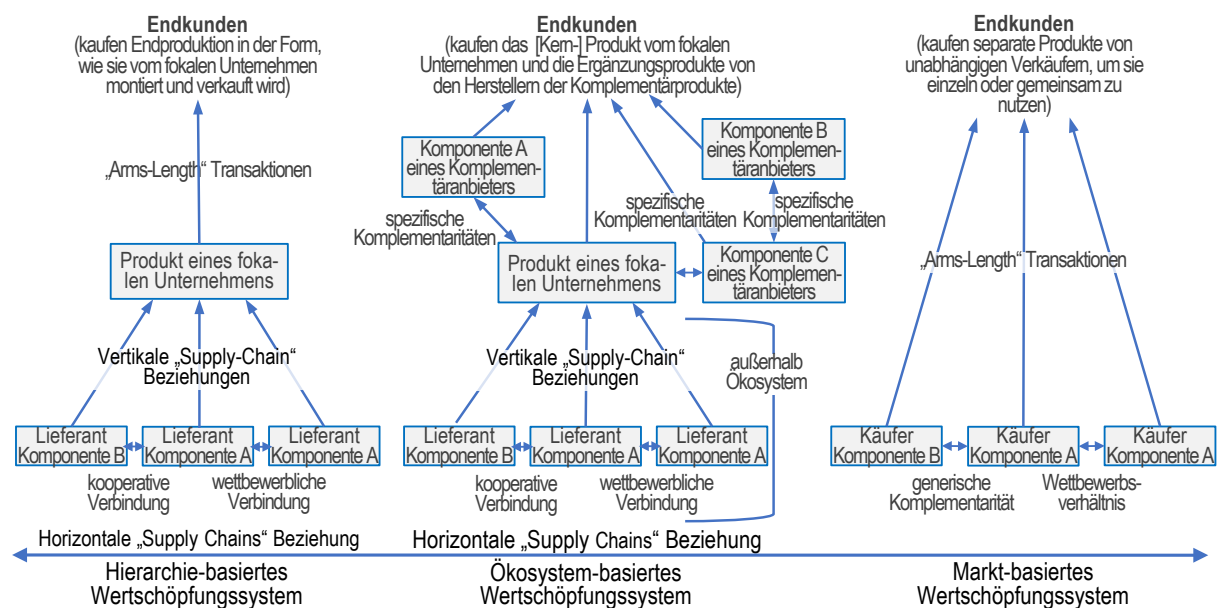 Endkunden
(kaufen Endproduktion in der Form,
wie sie vom fokalen Unternehmen
montiert und verkauft wird)
„Arms-Length“ Transaktionen
Produkt eines foka-
len Unternehmens
Vertikale „Supply-Chain“
Beziehungen
Lieferant
Komponente B
Lieferant
Komponente A
Lieferant
Komponente A
kooperative
Verbindung
wettbewerbliche
Verbindung
Horizontale „Supply Chains“ Beziehung
Hierarchie-basiertes
Wertschöpfungssystem
Endkunden
(kaufen das [Kern-] Produkt vom fokalen
Unternehmen und die Ergänzungsprodukte von
den Herstellern der Komplementärprodukte)
Komponente A
eines Komplemen-
täranbieters
Komponente B
eines Komplemen-
täranbieters
spezifische
Komplementaritäten
spezifische
Komplementaritäten
spezifische
Komplementaritäten
Produkt eines foka-
len Unternehmens
Komponente C
eines Komplemen-
täranbieters
Vertikale „Supply-Chain“
Beziehungen
außerhalb
Ökosystem
Lieferant
Komponente B
Lieferant
Komponente A
Lieferant
Komponente A
kooperative
Verbindung
wettbewerbliche
Verbindung
Horizontale „Supply Chains“ Beziehung
Ökosystem-basiertes
Wertschöpfungssystem
Endkunden
(kaufen separate Produkte von
unabhängigen Verkäufern, um sie
einzeln oder gemeinsam zu
nutzen)
„Arms-Length“ Transaktionen
Käufer
Komponente B
Käufer
Komponente A
Käufer
Komponente A
generische
Komplementarität
Wettbewerbs-
verhältnis
Markt-basiertes
Wertschöpfungssystem